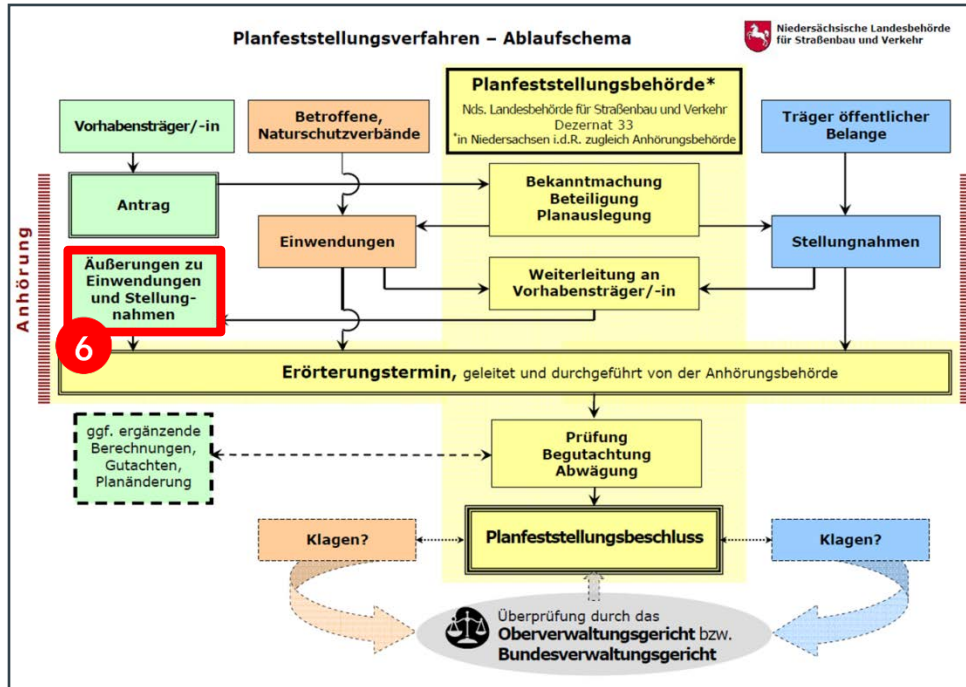 Planfeststellungsverfahren – Ablaufschema
Niedersächsische Landesbehörde
für Straßenbau und Verkehr
Planfeststellungsbehörde*
Nds. Landesbehörde für Straßenbau und Verkehr
Dezernat 33
*in Niedersachsen i.d.R. zugleich Anhörungsbehörde
Vorhabensträger/-in
Betroffene,
Naturschutzverbände
Träger öffentlicher
Belange
Anhörung
Antrag
Bekanntmachung
Beteiligung
Planauslegung
Einwendungen
Stellungnahmen
Äußerungen zu
Einwendungen
und Stellung-
nahmen
Weiterleitung an
Vorhabensträger/-in
6
Erörterungstermin, geleitet und durchgeführt von der Anhörungsbehörde
ggf. ergänzende
Berechnungen,
Gutachten,
Planänderung
Prüfung
Begutachtung
Abwägung
Klagen?
Planfeststellungsbeschluss
Klagen?
Überprüfung durch das
Oberverwaltungsgericht bzw.
Bundesverwaltungsgericht